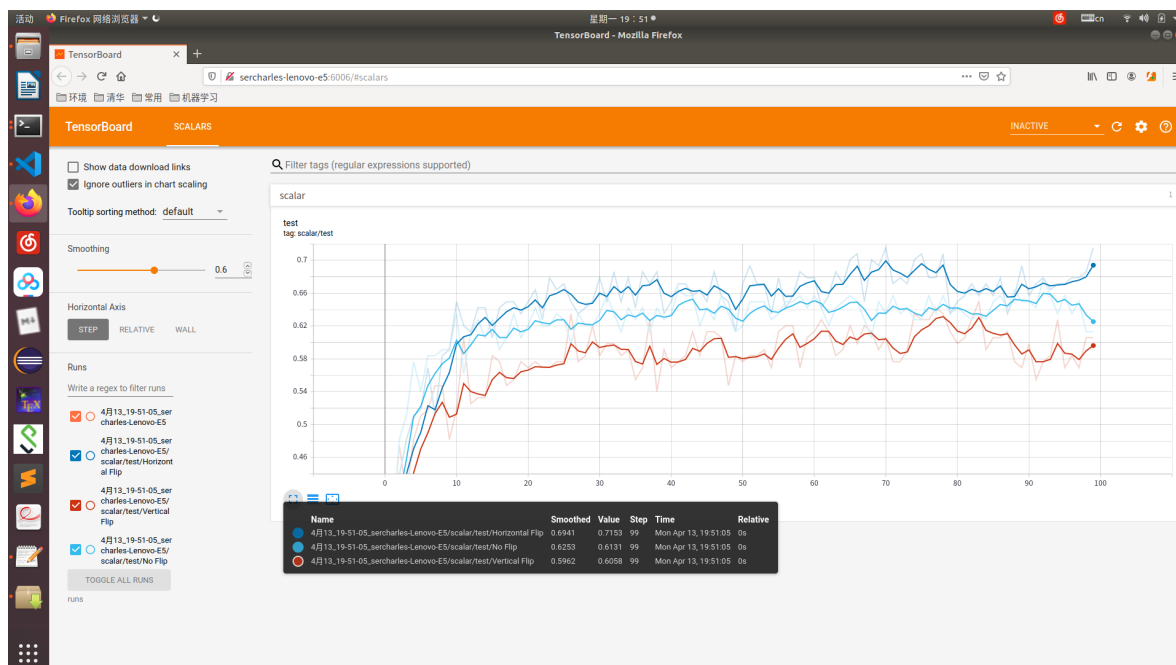 活动 Firefox 网络浏览器
星期一 19：51
cn
TensorBoard - Mozilla Firefox
TensorBoard
sercharles-lenovo-e5:6006/#scalars
环境 清华 常用 机器学习
TensorBoard SCALARS INACTIVE
Show data download links
Ignore outliers in chart scaling
Tooltip sorting method: default
Smoothing
0.6
Horizontal Axis
STEP RELATIVE WALL
Runs
Write a regex to filter runs
4月13_19-51-05_ser
charles-Lenovo-E5
4月13_19-51-05_ser
charles-Lenovo-E5/
scalar/test/Horizont
al Flip
4月13_19-51-05_ser
charles-Lenovo-E5/
scalar/test/Vertical
Flip
4月13_19-51-05_ser
charles-Lenovo-E5/
scalar/test/No Flip
TOGGLE ALL RUNS
runs
Filter tags (regular expressions supported)
scalar 1
test
tag: scalar/test
0.7
0.66
0.62
0.58
0.54
0.5
0.46
0 10 20 30 40 50 60 70 80 90 100
Name Smoothed Value Step Time Relative
4月13_19-51-05_sercharles-Lenovo-E5/scalar/test/Horizontal Flip 0.6941 0.7153 99 Mon Apr 13, 19:51:05 0s
4月13_19-51-05_sercharles-Lenovo-E5/scalar/test/No Flip 0.6253 0.6131 99 Mon Apr 13, 19:51:05 0s
4月13_19-51-05_sercharles-Lenovo-E5/scalar/test/Vertical Flip 0.5962 0.6058 99 Mon Apr 13, 19:51:05 0s